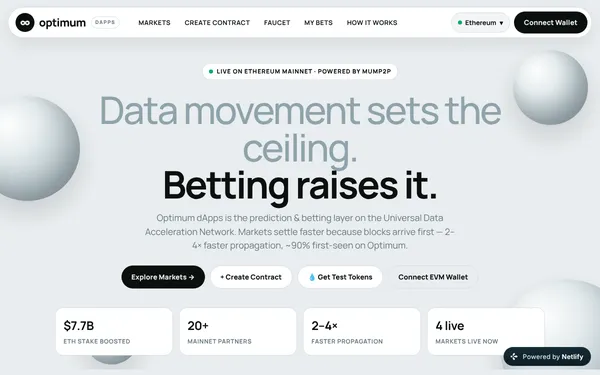 optimum DAPPS MARKETS CREATE CONTRACT FAUCET MY BETS HOW IT WORKS Ethereum ▾ Connect Wallet
LIVE ON ETHEREUM MAINNET · POWERED BY MUMP2P
Data movement sets the
ceiling.
Betting raises it.
Optimum dApps is the prediction & betting layer on the Universal Data
Acceleration Network. Markets settle faster because blocks arrive first — 2–
4× faster propagation, ~90% first-seen on Optimum.
Explore Markets → + Create Contract 💧 Get Test Tokens Connect EVM Wallet
$7.7B 20+ 2–4× 4 live
ETH STAKE BOOSTED MAINNET PARTNERS FASTER PROPAGATION MARKETS LIVE NOW
Powered by Netlify